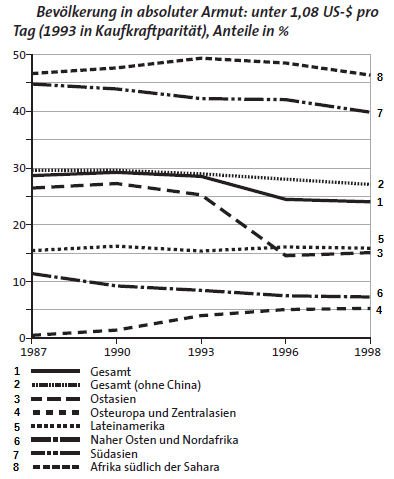 Bevölkerung in absoluter Armut: unter 1,08 US-$ pro
Tag (1993 in Kaufkraftparität), Anteile in %
50
8
40
7
30
2
1
20
5
3
10
6
4
0
1987 1990 1993 1996 1998
1 Gesamt
2 Gesamt (ohne China)
3 Ostasien
4 Osteuropa und Zentralasien
5 Lateinamerika
6 Naher Osten und Nordafrika
7 Südasien
8 Afrika südlich der Sahara